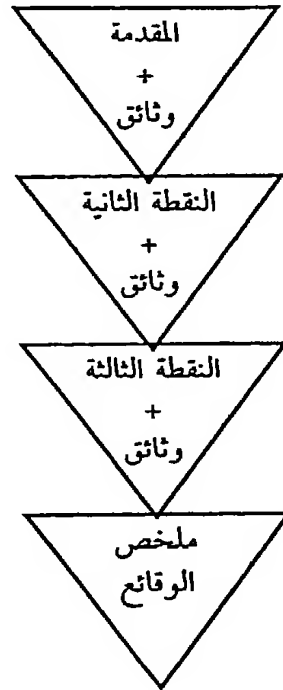 المقدمة
+
وثائق
النقطة الثانية
+
وثائق
النقطة الثالثة
+
وثائق
ملخص
الوقائع